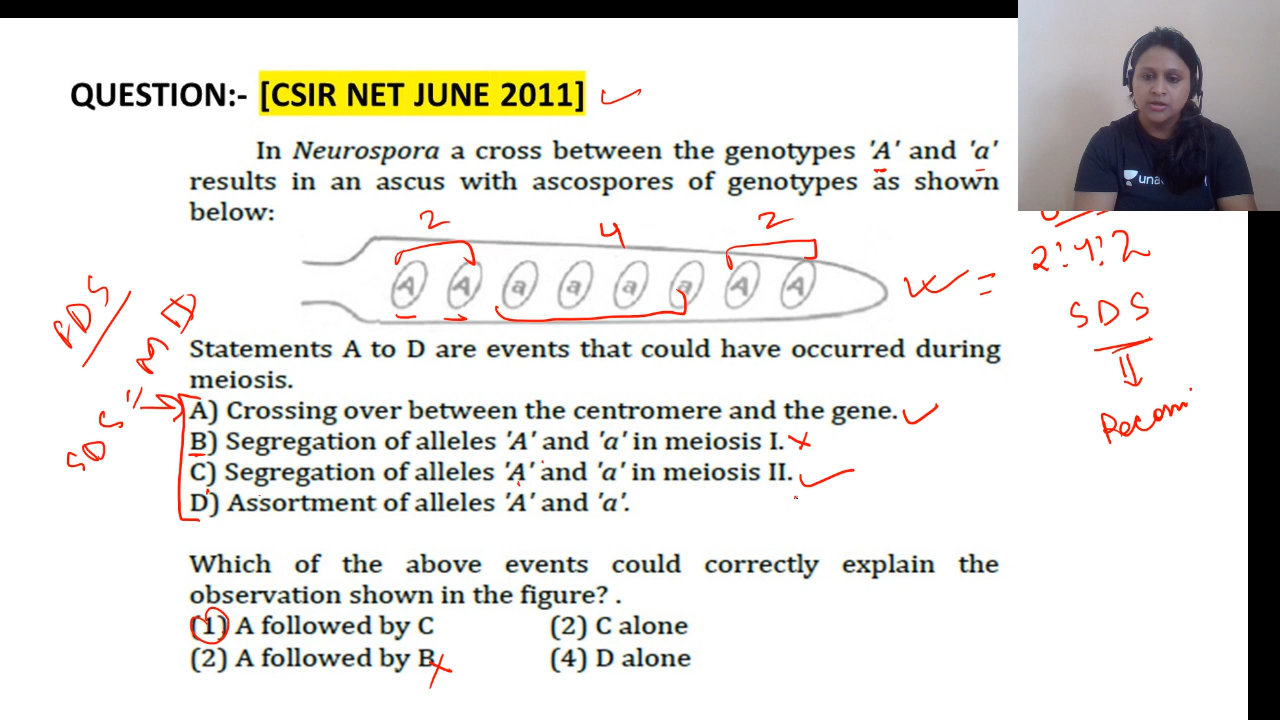 QUESTION:- [CSIR NET JUNE 2011]
In Neurospora a cross between the genotypes 'A' and 'a'
results in an ascus with ascospores of genotypes as shown
below:
2 4 2
A A a a a a A A
2:4:2
SDS
Recom
FDS/
M
SDS
Statements A to D are events that could have occurred during
meiosis.
A) Crossing over between the centromere and the gene.
B) Segregation of alleles 'A' and 'a' in meiosis I.
C) Segregation of alleles 'A' and 'a' in meiosis II.
D) Assortment of alleles 'A' and 'a'.
Which of the above events could correctly explain the
observation shown in the figure? .
(1) A followed by C (2) C alone
(2) A followed by B (4) D alone
una